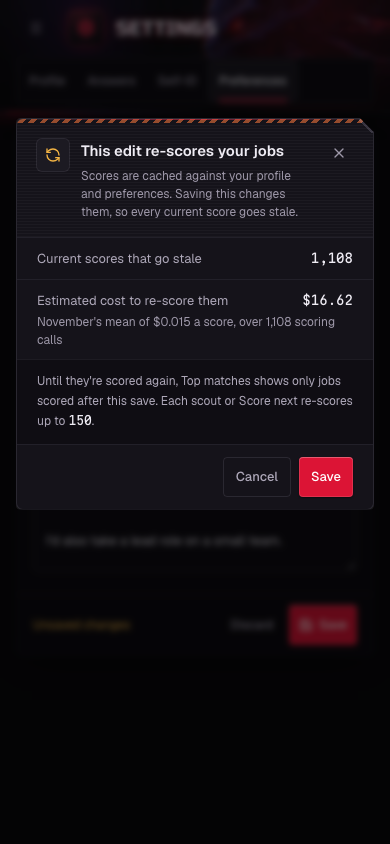 SETTINGS
Profile
Answers
Preferences
This edit re-scores your jobs
Scores are cached against your profile
and preferences. Saving this changes
them, so every current score goes stale.
Current scores that go stale
1,108
Estimated cost to re-score them
$16.62
November's mean of $0.015 a score, over 1,108 scoring
calls
Until they're scored again, Top matches shows only jobs
scored after this save. Each scout or Score next re-scores
up to 150.
Cancel
Save
I'd also take a lead role on a small team.
Unsaved changes
Discard
Save